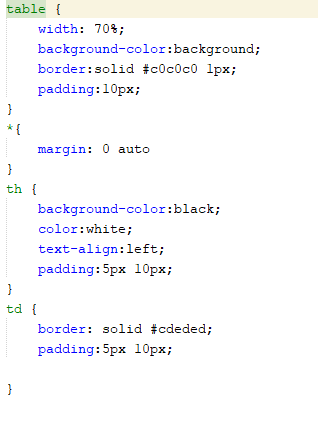 table {
width: 70%;
background-color:background;
border:solid #c0c0c0 1px;
padding:10px;
}
*{
margin: 0 auto
}
th {
background-color:black;
color:white;
text-align:left;
padding:5px 10px;
}
td {
border: solid #cdeded;
padding:5px 10px;
}